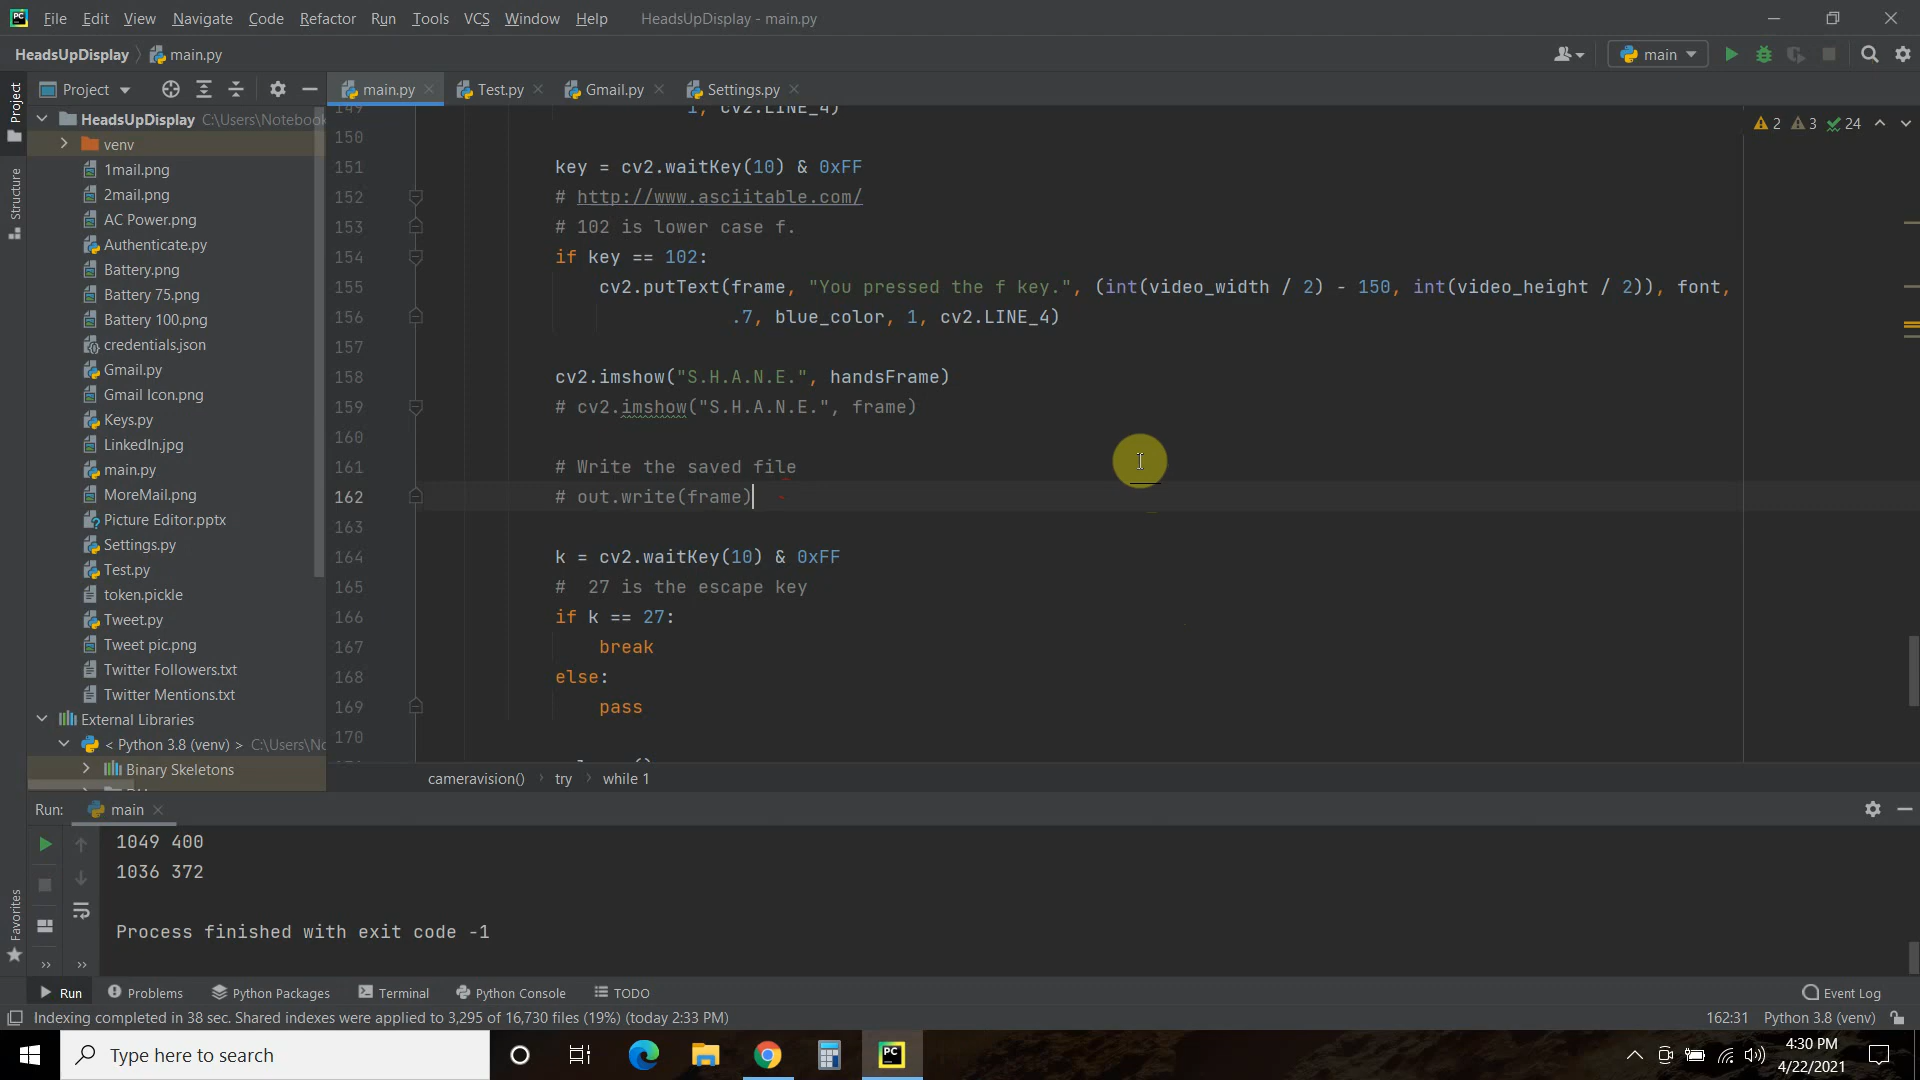 PC File Edit View Navigate Code Refactor Run Tools VCS Window Help HeadsUpDisplay - main.py
HeadsUpDisplay main.py main
Project main.py Test.py Gmail.py Settings.py
Project
Structure
Favorites
HeadsUpDisplay C:\Users\Notebook
venv
1mail.png
2mail.png
AC Power.png
Authenticate.py
Battery.png
Battery 75.png
Battery 100.png
credentials.json
Gmail.py
Gmail Icon.png
Keys.py
LinkedIn.jpg
main.py
MoreMail.png
Picture Editor.pptx
Settings.py
Test.py
token.pickle
Tweet.py
Tweet pic.png
Twitter Followers.txt
Twitter Mentions.txt
External Libraries
< Python 3.8 (venv) > C:\Users\No
Binary Skeletons
2 3 24
149 1, cv2.LINE_4)
150
151 key = cv2.waitKey(10) & 0xFF
152 # http://www.asciitable.com/
153 # 102 is lower case f.
154 if key == 102:
155 cv2.putText(frame, "You pressed the f key.", (int(video_width / 2) - 150, int(video_height / 2)), font,
156 .7, blue_color, 1, cv2.LINE_4)
157
158 cv2.imshow("S.H.A.N.E.", handsFrame)
159 # cv2.imshow("S.H.A.N.E.", frame)
160
161 # Write the saved file
162 # out.write(frame)
163
164 k = cv2.waitKey(10) & 0xFF
165 #  27 is the escape key
166 if k == 27:
167 break
168 else:
169 pass
170
cameravision() try while 1
Run: main
1049 400
1036 372
Process finished with exit code -1
Run Problems Python Packages Terminal Python Console TODO Event Log
Indexing completed in 38 sec. Shared indexes were applied to 3,295 of 16,730 files (19%) (today 2:33 PM) 162:31 Python 3.8 (venv)
Type here to search PC 4:30 PM
4/22/2021